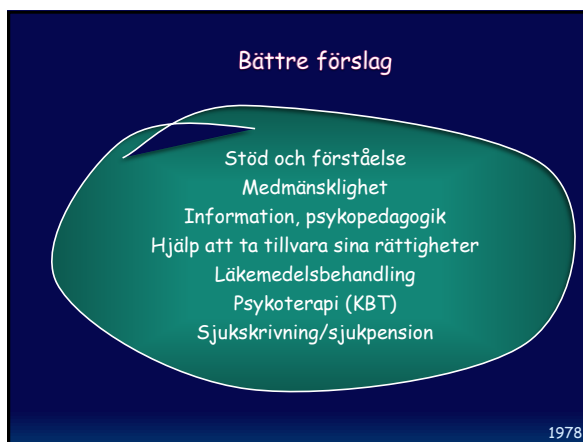 Bättre förslag
Stöd och förståelse
Medmänsklighet
Information, psykopedagogik
Hjälp att ta tillvara sina rättigheter
Läkemedelsbehandling
Psykoterapi (KBT)
Sjukskrivning/sjukpension
1978